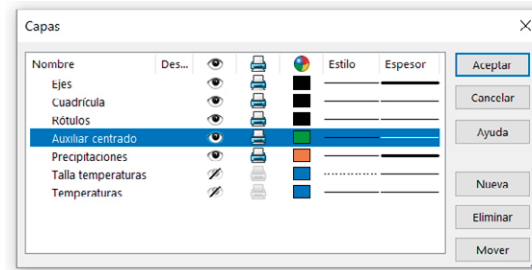 Capas
Nombre Des... Estilo Espesor
Ejes
Cuadrícula
Rótulos
Auxiliar centrado
Precipitaciones
Talla temperaturas
Temperaturas
Aceptar
Cancelar
Ayuda
Nueva
Eliminar
Mover